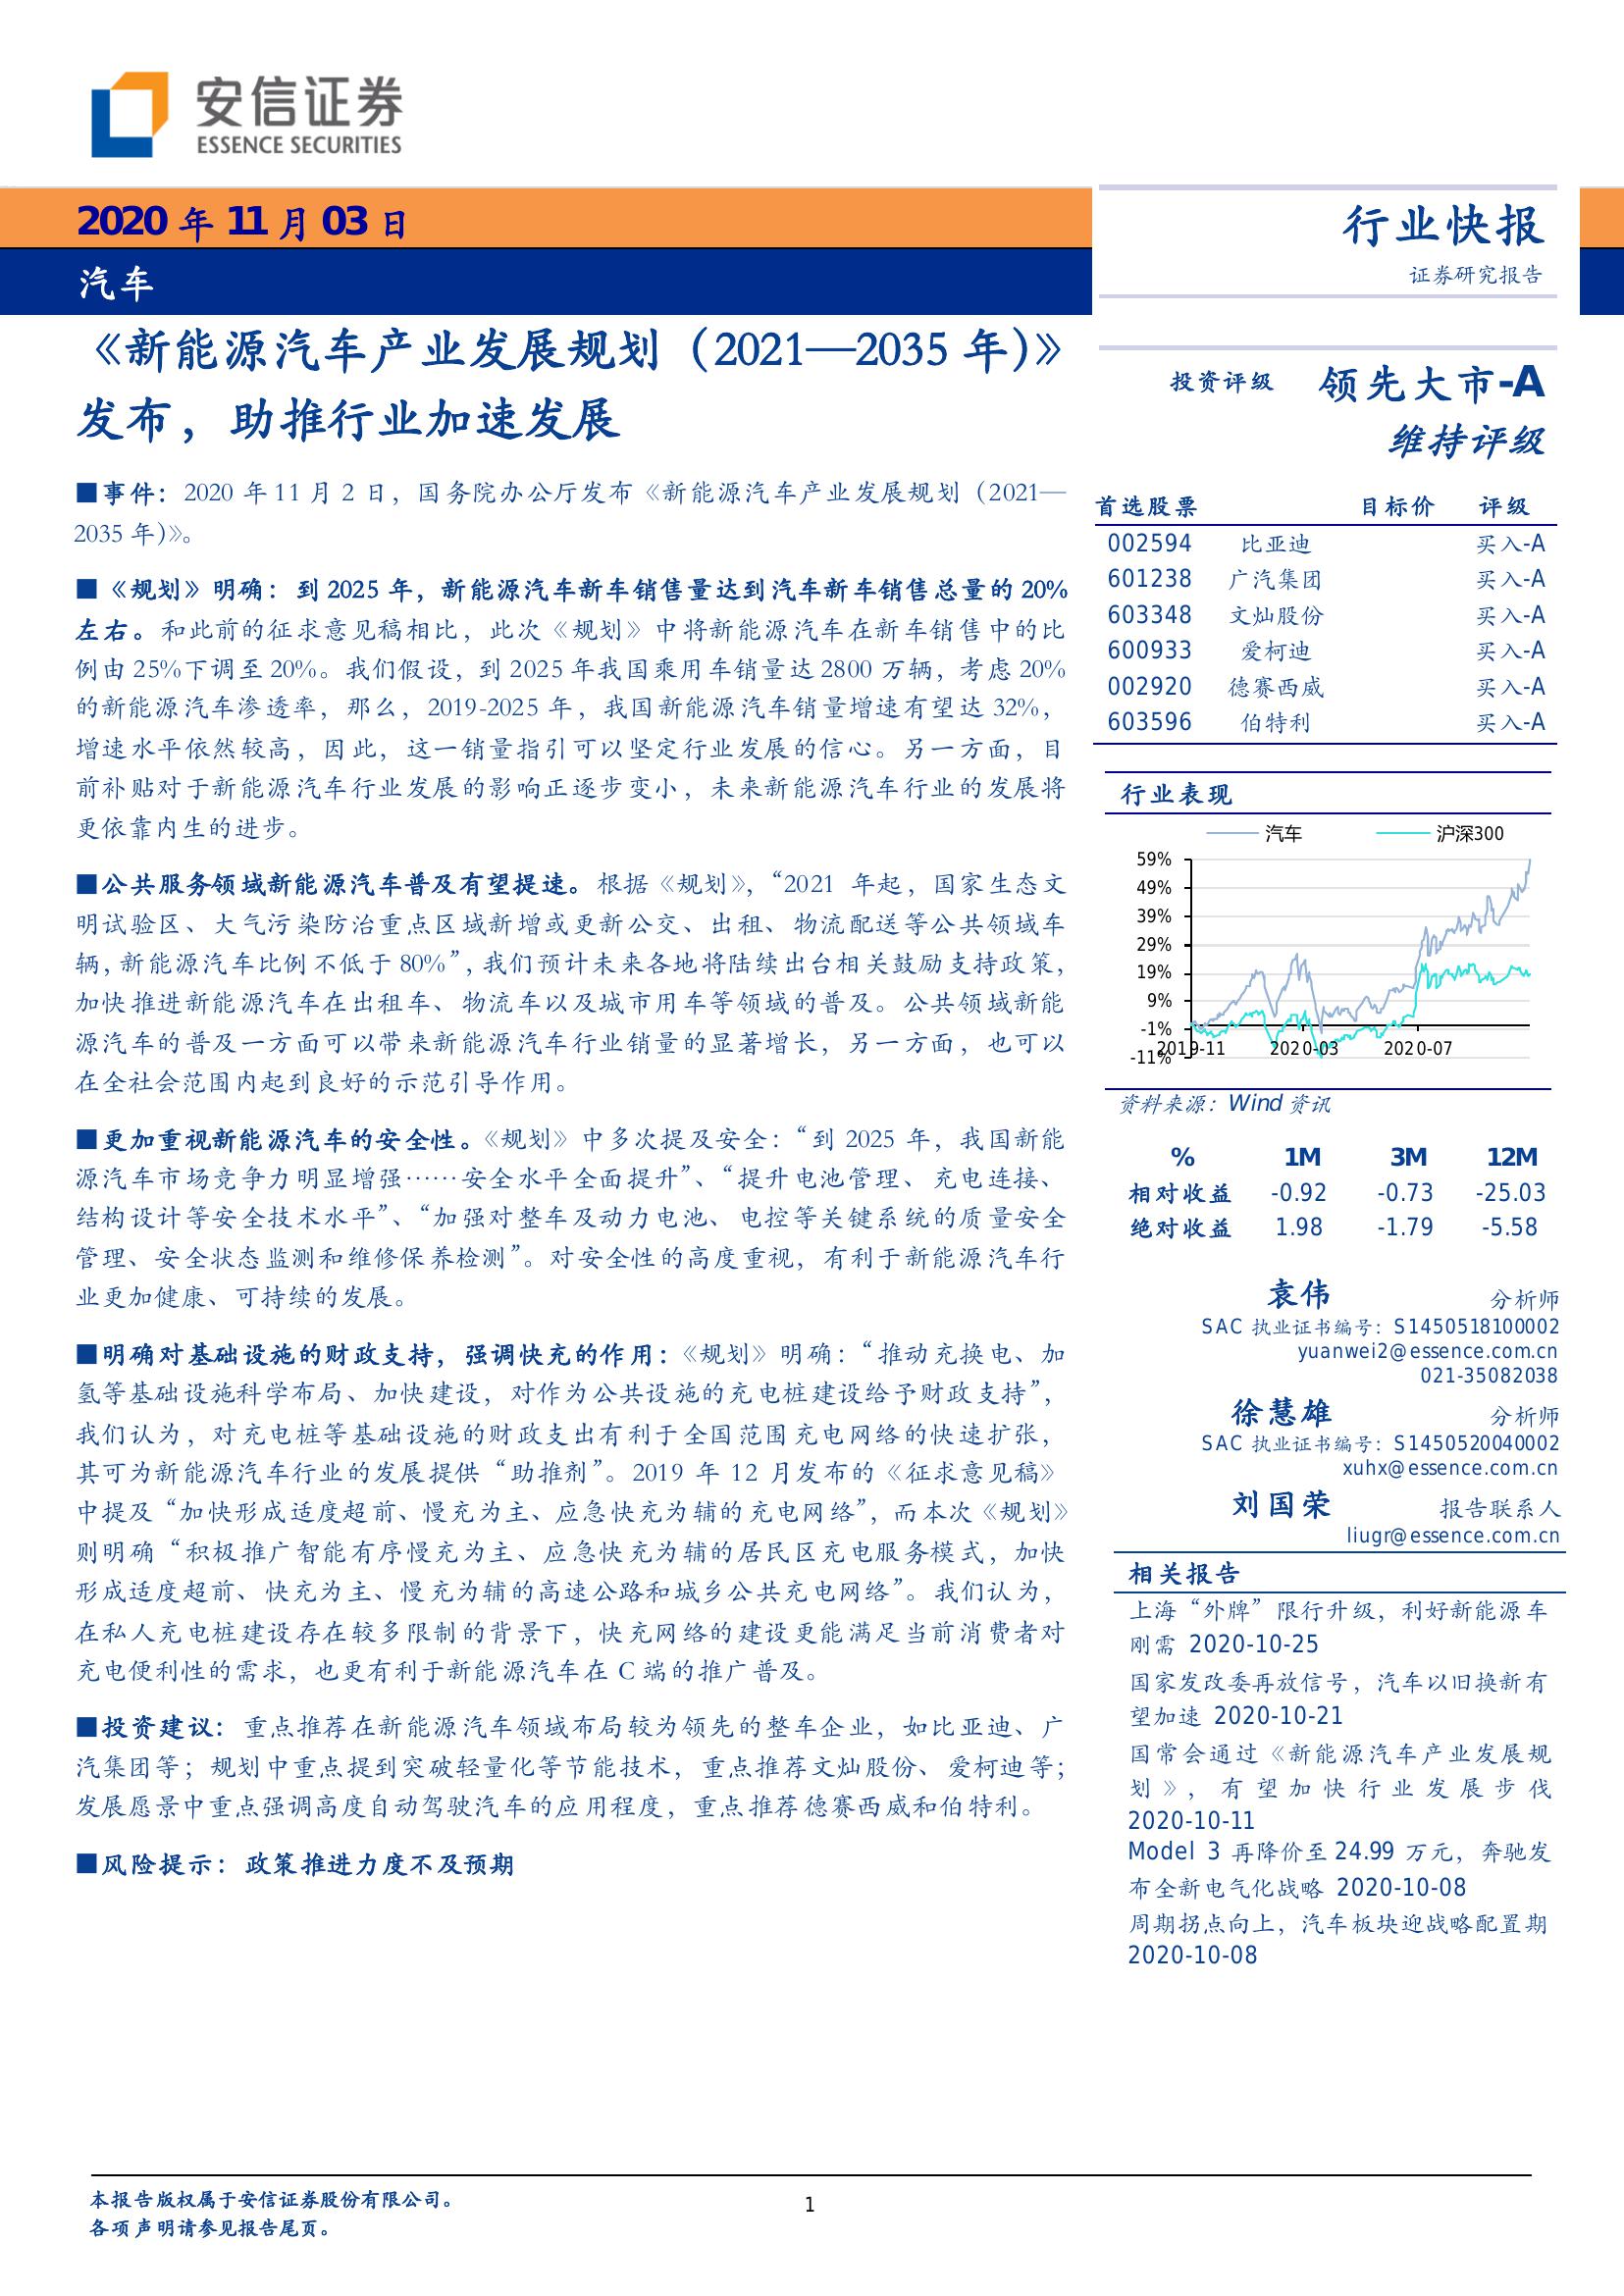 安信证券
ESSENCE SECURITIES
2020 年 11 月 03 日
汽车
行业快报
证券研究报告
《新能源汽车产业发展规划（2021—2035 年）》
发布，助推行业加速发展
■事件：2020 年 11 月 2 日，国务院办公厅发布《新能源汽车产业发展规划（2021—
2035 年）》。
■《规划》明确：到 2025 年，新能源汽车新车销售量达到汽车新车销售总量的 20%
左右。和此前的征求意见稿相比，此次《规划》中将新能源汽车在新车销售中的比
例由 25%下调至 20%。我们假设，到 2025 年我国乘用车销量达 2800 万辆，考虑 20%
的新能源汽车渗透率，那么，2019-2025 年，我国新能源汽车销量增速有望达 32%，
增速水平依然较高，因此，这一销量指引可以坚定行业发展的信心。另一方面，目
前补贴对于新能源汽车行业发展的影响正逐步变小，未来新能源汽车行业的发展将
更依靠内生的进步。
■公共服务领域新能源汽车普及有望提速。根据《规划》，“2021 年起，国家生态文
明试验区、大气污染防治重点区域新增或更新公交、出租、物流配送等公共领域车
辆，新能源汽车比例不低于 80%”，我们预计未来各地将陆续出台相关鼓励支持政策，
加快推进新能源汽车在出租车、物流车以及城市用车等领域的普及。公共领域新能
源汽车的普及一方面可以带来新能源汽车行业销量的显著增长，另一方面，也可以
在全社会范围内起到良好的示范引导作用。
■更加重视新能源汽车的安全性。《规划》中多次提及安全：“到 2025 年，我国新能
源汽车市场竞争力明显增强……安全水平全面提升”、“提升电池管理、充电连接、
结构设计等安全技术水平”、“加强对整车及动力电池、电控等关键系统的质量安全
管理、安全状态监测和维修保养检测”。对安全性的高度重视，有利于新能源汽车行
业更加健康、可持续的发展。
■明确对基础设施的财政支持，强调快充的作用：《规划》明确：“推动充换电、加
氢等基础设施科学布局、加快建设，对作为公共设施的充电桩建设给予财政支持”，
我们认为，对充电桩等基础设施的财政支出有利于全国范围充电网络的快速扩张，
其可为新能源汽车行业的发展提供“助推剂”。2019 年 12 月发布的《征求意见稿》
中提及“加快形成适度超前、慢充为主、应急快充为辅的充电网络”，而本次《规划》
则明确“积极推广智能有序慢充为主、应急快充为辅的居民区充电服务模式，加快
形成适度超前、快充为主、慢充为辅的高速公路和城乡公共充电网络”。我们认为，
在私人充电桩建设存在较多限制的背景下，快充网络的建设更能满足当前消费者对
充电便利性的需求，也更有利于新能源汽车在 C 端的推广普及。
■投资建议：重点推荐在新能源汽车领域布局较为领先的整车企业，如比亚迪、广
汽集团等；规划中重点提到突破轻量化等节能技术，重点推荐文灿股份、爱柯迪等；
发展愿景中重点强调高度自动驾驶汽车的应用程度，重点推荐德赛西威和伯特利。
■风险提示：政策推进力度不及预期
投资评级 领先大市-A
维持评级
首选股票 目标价 评级
002594 比亚迪 买入-A
601238 广汽集团 买入-A
603348 文灿股份 买入-A
600933 爱柯迪 买入-A
002920 德赛西威 买入-A
603596 伯特利 买入-A
行业表现
汽车 沪深300
59%
49%
39%
29%
19%
9%
-1%
-11%
2019-11 2020-03 2020-07
资料来源：Wind 资讯
% 1M 3M 12M
相对收益 -0.92 -0.73 -25.03
绝对收益 1.98 -1.79 -5.58
袁伟 分析师
SAC 执业证书编号：S1450518100002
yuanwei2@essence.com.cn
021-35082038
徐慧雄 分析师
SAC 执业证书编号：S1450520040002
xuhx@essence.com.cn
刘国荣 报告联系人
liugr@essence.com.cn
相关报告
上海“外牌”限行升级，利好新能源车
刚需 2020-10-25
国家发改委再放信号，汽车以旧换新有
望加速 2020-10-21
国常会通过《新能源汽车产业发展规
划》，有望加快行业发展步伐
2020-10-11
Model 3 再降价至 24.99 万元，奔驰发
布全新电气化战略 2020-10-08
周期拐点向上，汽车板块迎战略配置期
2020-10-08
本报告版权属于安信证券股份有限公司。
各项声明请参见报告尾页。
1